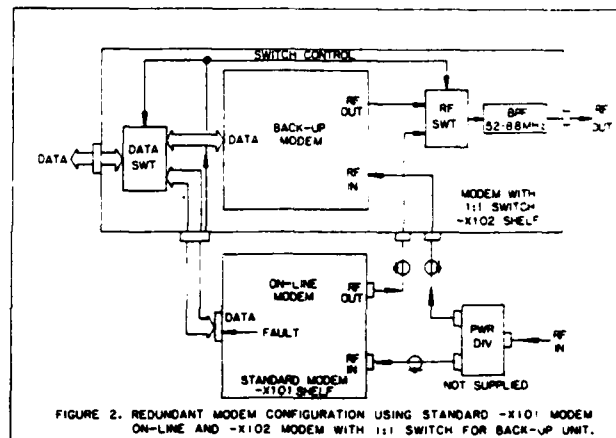 SWITCH CONTROL
DATA
DATA
SWT
DATA
BACK-UP
MODEM
RF
OUT
RF
IN
RF
SWT
BPF
52-88MHz
RF
OUT
MODEM WITH
1:1 SWITCH
-X102 SHELF
ON-LINE
MODEM
RF
OUT
DATA
FAULT
RF
IN
STANDARD MODEM
-X101 SHELF
PWR
DIV
RF
IN
NOT SUPPLIED
FIGURE 2. REDUNDANT MODEM CONFIGURATION USING STANDARD -X101 MODEM
ON-LINE AND -X102 MODEM WITH 1:1 SWITCH FOR BACK-UP UNIT.